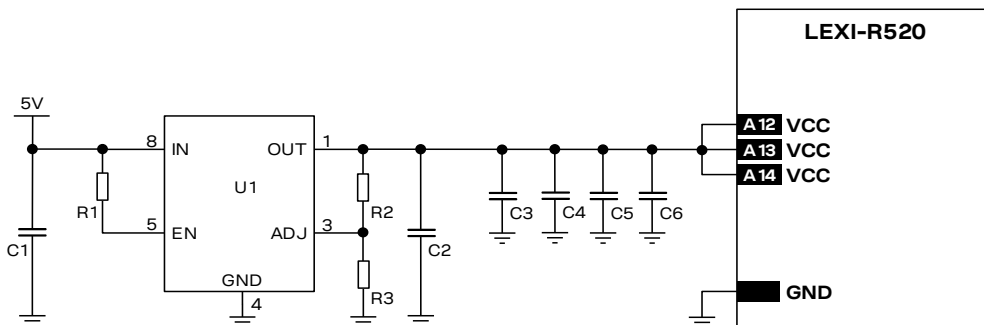 LEXI-R520
5V
A12 VCC
8 IN OUT 1
A13 VCC
A14 VCC
U1
R1 R2 C3 C4 C5 C6
5 EN ADJ 3
C1 C2
GND
R3
4
GND